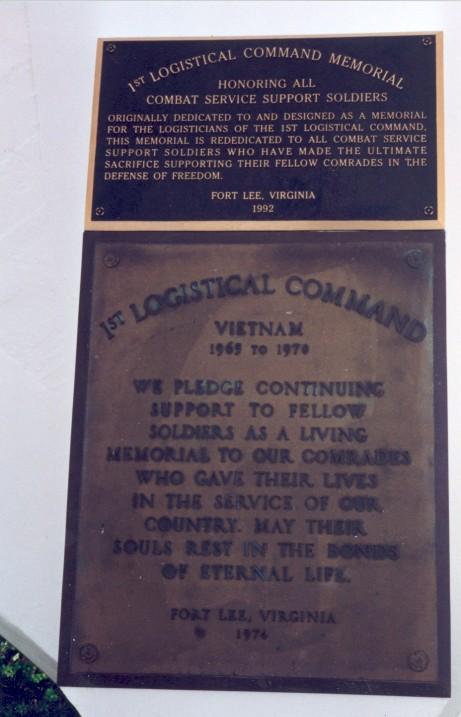 1ST LOGISTICAL COMMAND MEMORIAL
HONORING ALL
COMBAT SERVICE SUPPORT SOLDIERS
ORIGINALLY DEDICATED TO AND DESIGNED AS A MEMORIAL
FOR THE LOGISTICIANS OF THE 1ST LOGISTICAL COMMAND,
THIS MEMORIAL IS REDEDICATED TO ALL COMBAT SERVICE
SUPPORT SOLDIERS WHO HAVE MADE THE ULTIMATE
SACRIFICE SUPPORTING THEIR FELLOW COMRADES IN THE
DEFENSE OF FREEDOM.
FORT LEE, VIRGINIA
1992
1ST LOGISTICAL COMMAND
VIETNAM
1965 TO 1970
WE PLEDGE CONTINUING
SUPPORT TO FELLOW
SOLDIERS AS A LIVING
MEMORIAL TO OUR COMRADES
WHO GAVE THEIR LIVES
IN THE SERVICE OF OUR
COUNTRY. MAY THEIR
SOULS REST IN THE BONDS
OF ETERNAL LIFE.
FORT LEE, VIRGINIA
1974